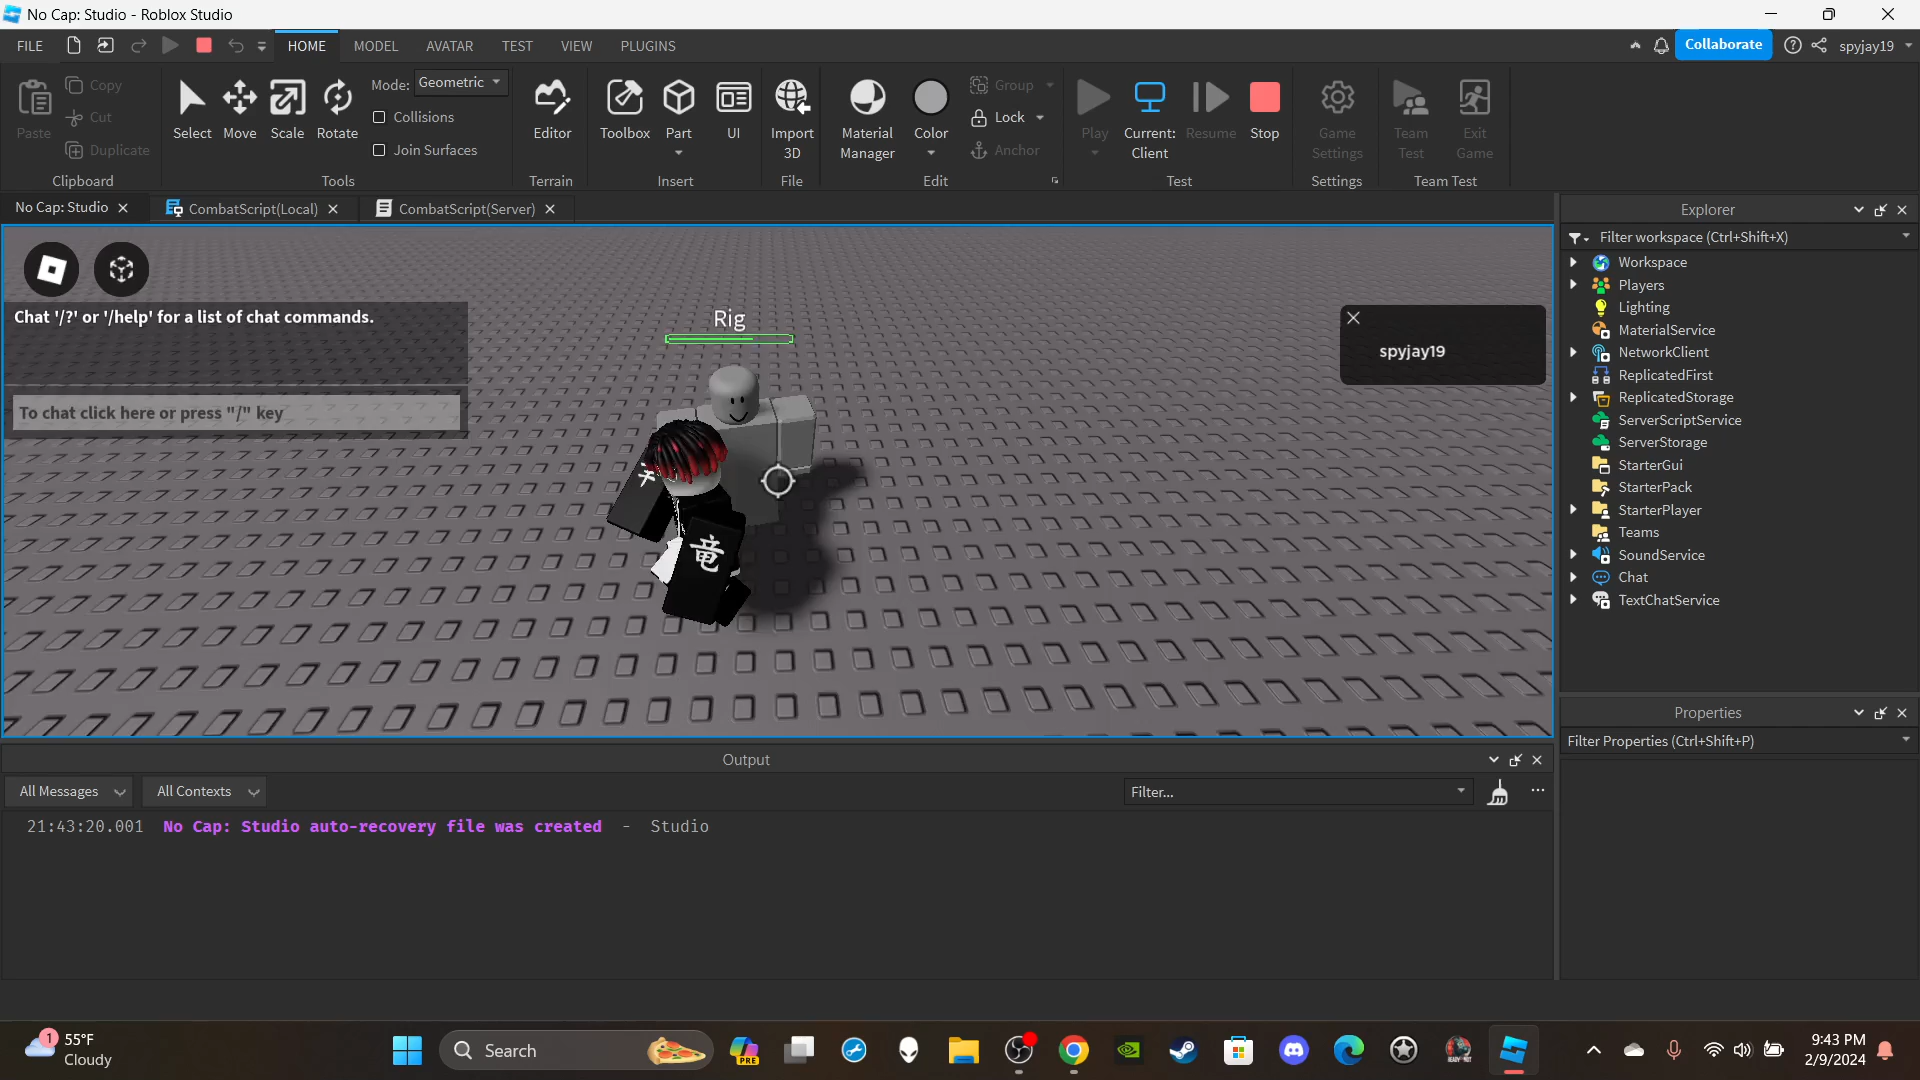 No Cap: Studio - Roblox Studio
FILE
HOME
MODEL
AVATAR
TEST
VIEW
PLUGINS
Collaborate
spyjay19
Paste
Copy
Cut
Duplicate
Clipboard
Select
Move
Scale
Rotate
Mode: Geometric
Collisions
Join Surfaces
Tools
Editor
Terrain
Toolbox
Part
UI
Insert
Import
3D
File
Material
Manager
Color
Group
Lock
Anchor
Edit
Play
Current:
Client
Resume
Stop
Test
Game
Settings
Settings
Team
Test
Exit
Game
Team Test
No Cap: Studio
CombatScript(Local)
CombatScript(Server)
Chat '/?' or '/help' for a list of chat commands.
To chat click here or press "/" key
Rig
竜
spyjay19
Explorer
Filter workspace (Ctrl+Shift+X)
Workspace
Players
Lighting
MaterialService
NetworkClient
ReplicatedFirst
ReplicatedStorage
ServerScriptService
ServerStorage
StarterGui
StarterPack
StarterPlayer
Teams
SoundService
Chat
TextChatService
Properties
Filter Properties (Ctrl+Shift+P)
Output
All Messages
All Contexts
Filter...
21:43:20.001 No Cap: Studio auto-recovery file was created - Studio
1
55°F
Cloudy
Search
PRE
9:43 PM
2/9/2024